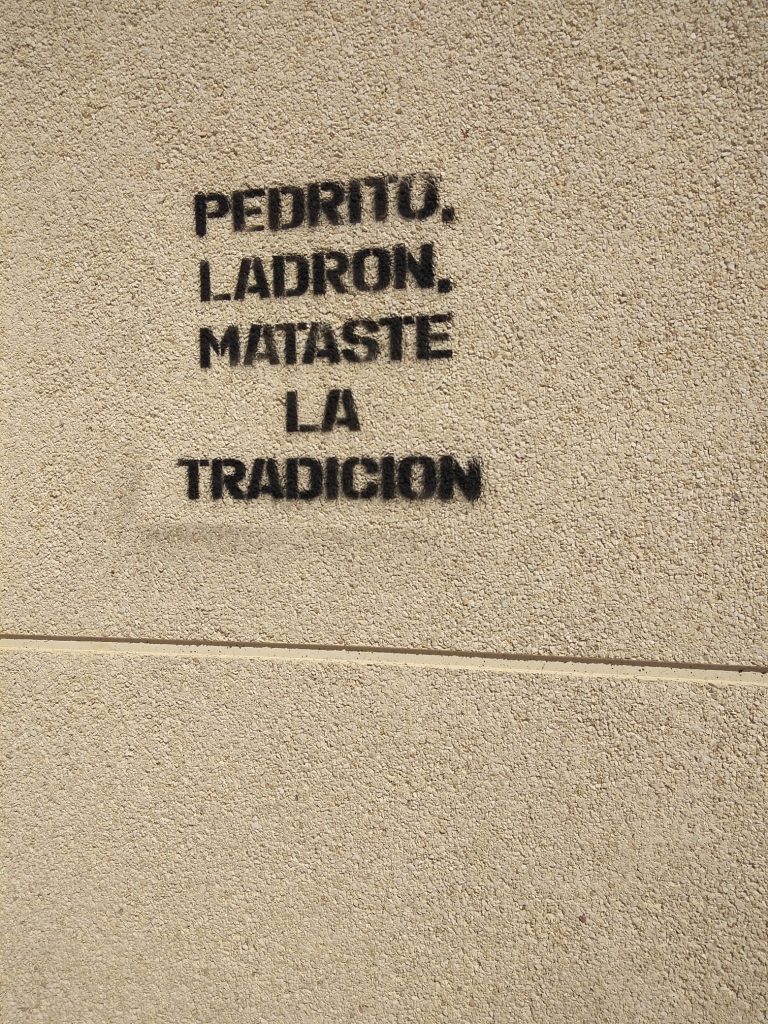 PEDRITO.
LADRON.
MATASTE
LA
TRADICION